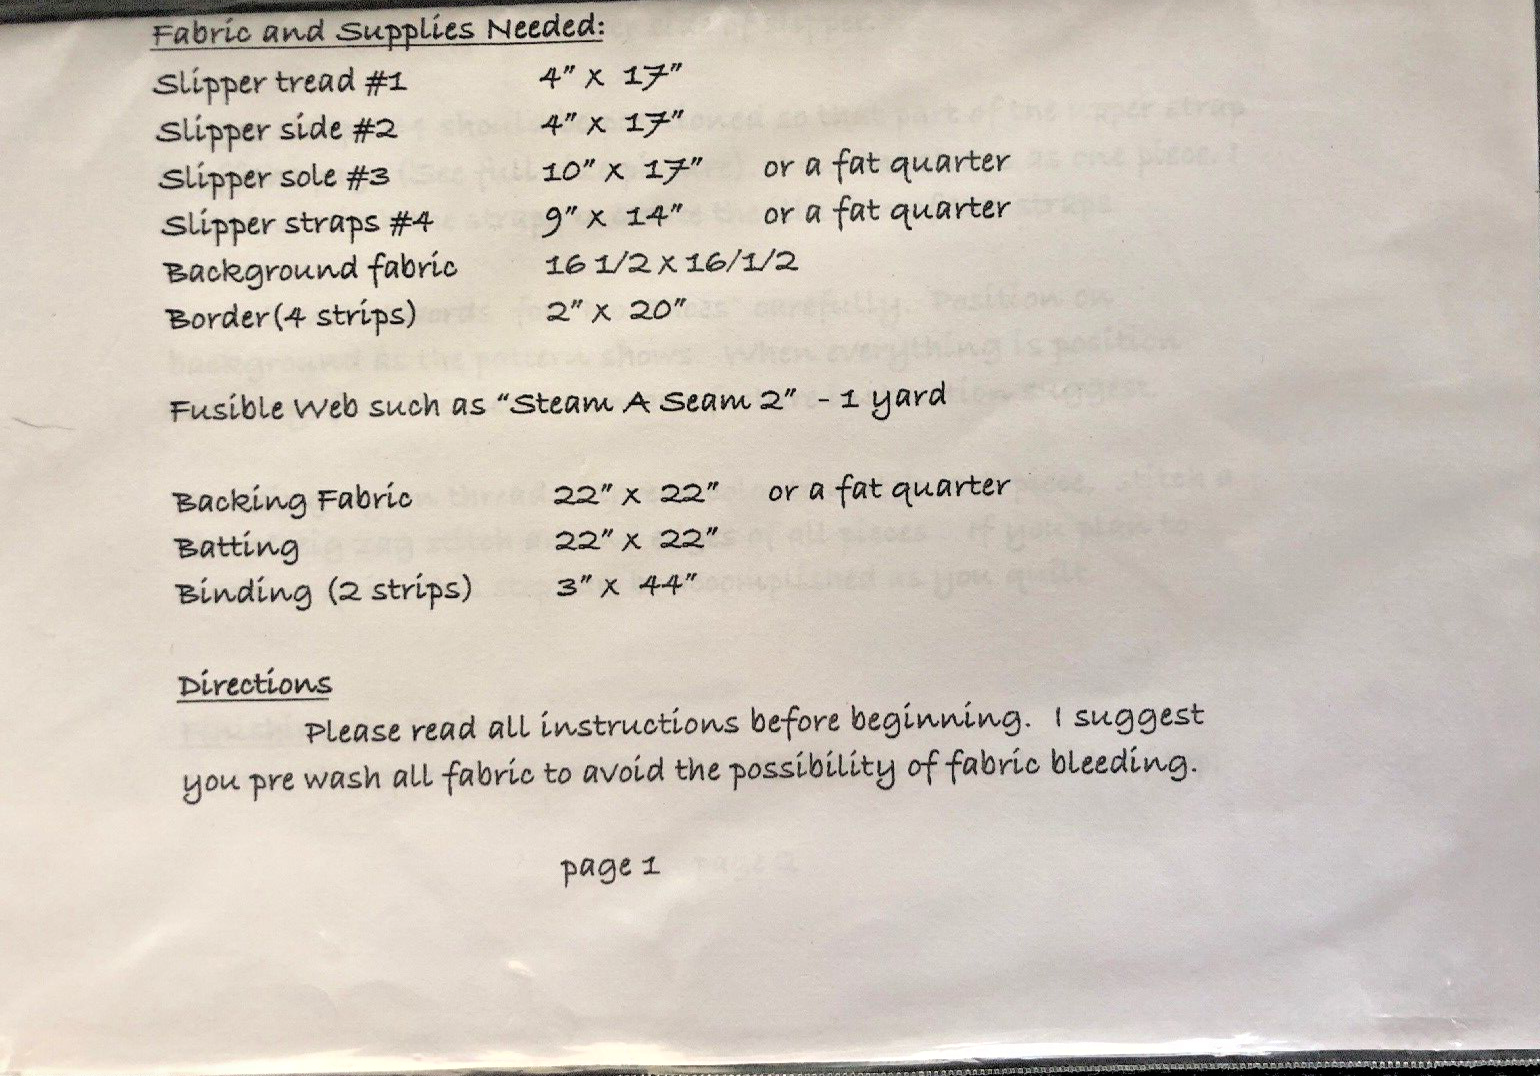 Fabric and Supplies Needed:
Slipper tread #1 4" x 17"
Slipper side #2 4" x 17"
Slipper sole #3 10" x 17" or a fat quarter
Slipper straps #4 9" x 14" or a fat quarter
Background fabric 16 1/2 x 16/1/2
Border (4 strips) 2" x 20"
Fusible Web such as "Steam A Seam 2" - 1 yard
Backing Fabric 22" x 22" or a fat quarter
Batting 22" x 22"
Binding (2 strips) 3" x 44"
Directions
Please read all instructions before beginning. I suggest
you pre wash all fabric to avoid the possibility of fabric bleeding.
page 1